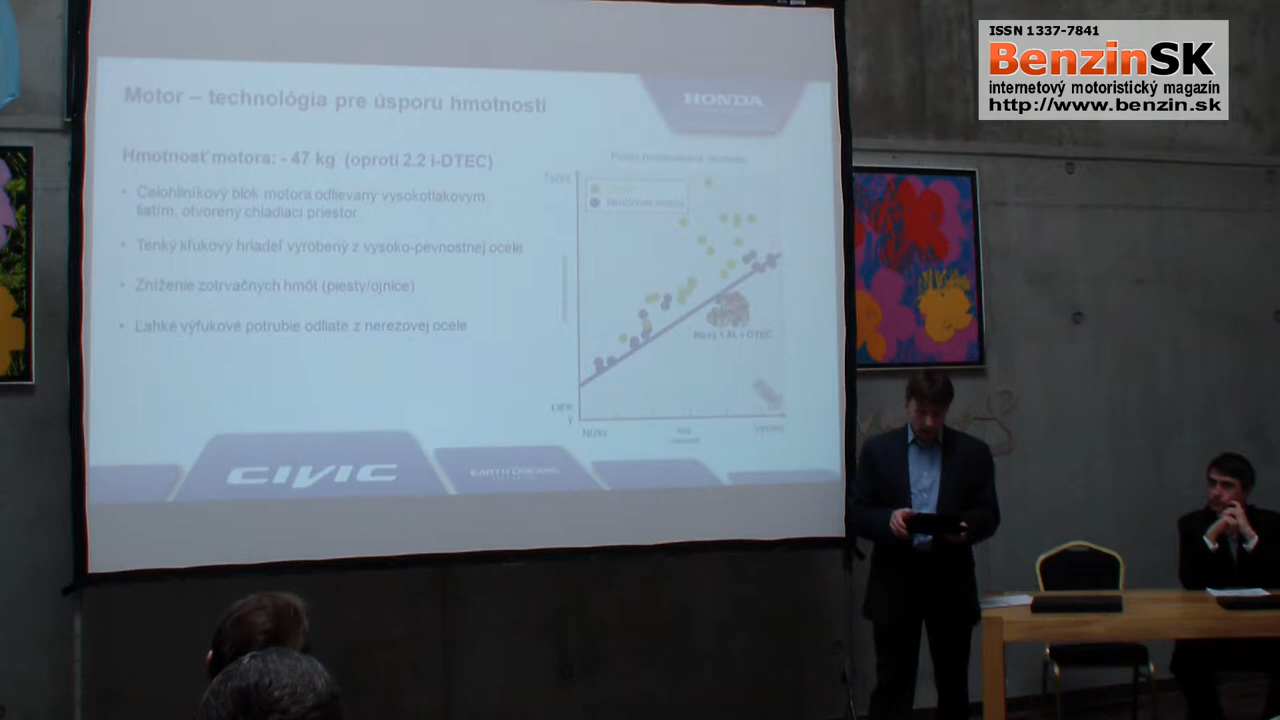 ISSN 1337-7841
BenzinSK
internetový motoristický magazín
http://www.benzin.sk
Motor – technológia pre úsporu hmotnosti
HONDA
Hmotnosť motora: - 47 kg (oproti 2.2 i-DTEC)
• Celohliníkový blok motora odlievaný vysokotlakovým
liatím, otvorený chladiaci priestor
• Tenký kľukový hriadeľ vyrobený z vysoko-pevnostnej ocele
• Zníženie zotrvačných hmôt (piesty/ojnice)
• Ľahké výfukové potrubie odliate z nerezovej ocele
Nový 1.6L i-DTEC
Nízky
CIVIC
EARTH DREAMS